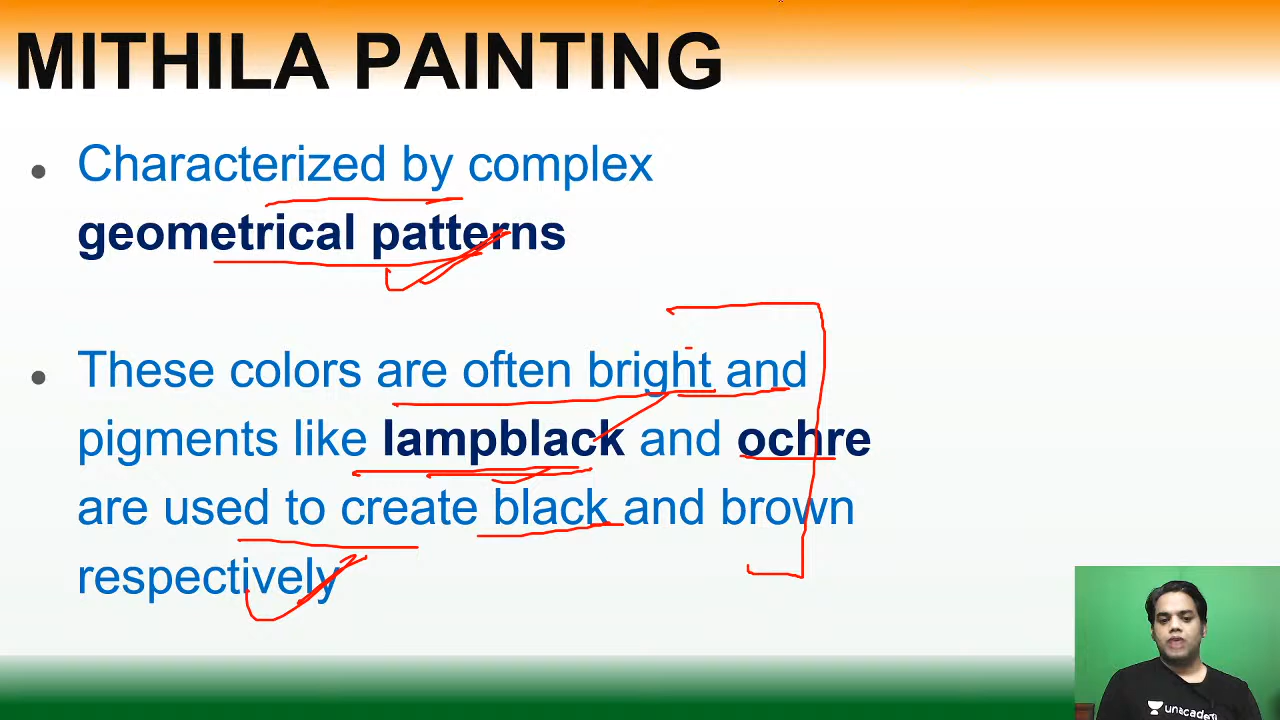 MITHILA PAINTING
• Characterized by complex
geometrical patterns
• These colors are often bright and
pigments like lampblack and ochre
are used to create black and brown
respectively
unacademy